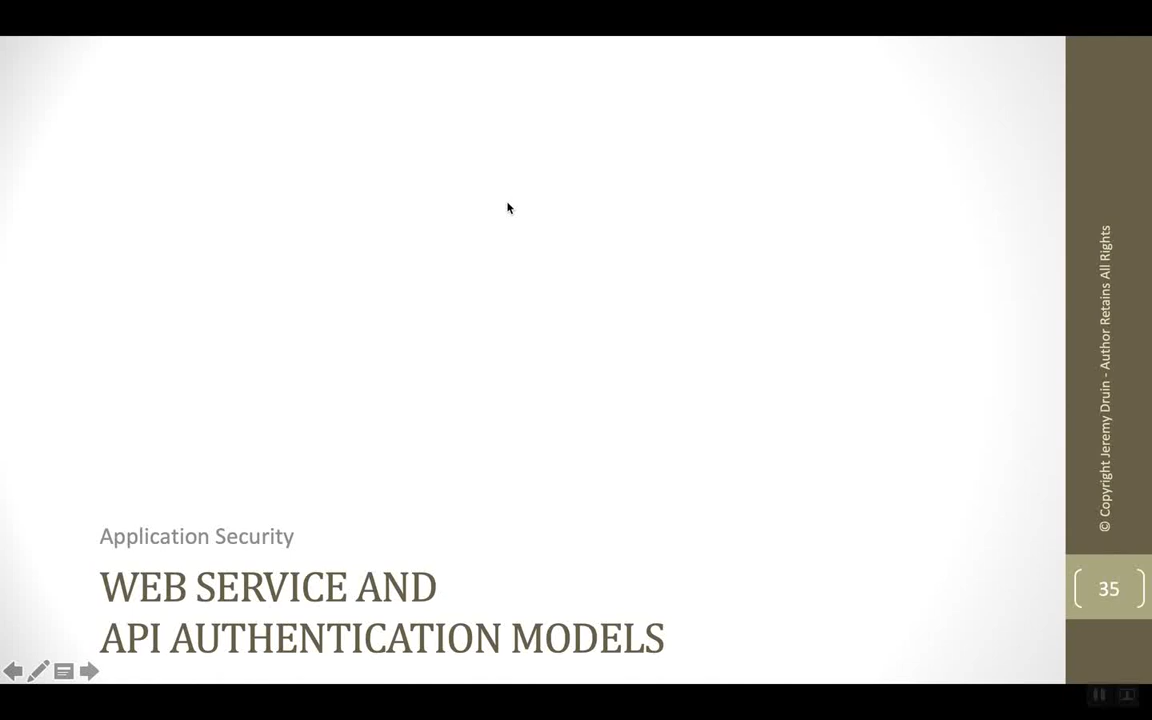 Application Security
WEB SERVICE AND
API AUTHENTICATION MODELS
© Copyright Jeremy Druin - Author Retains All Rights
35